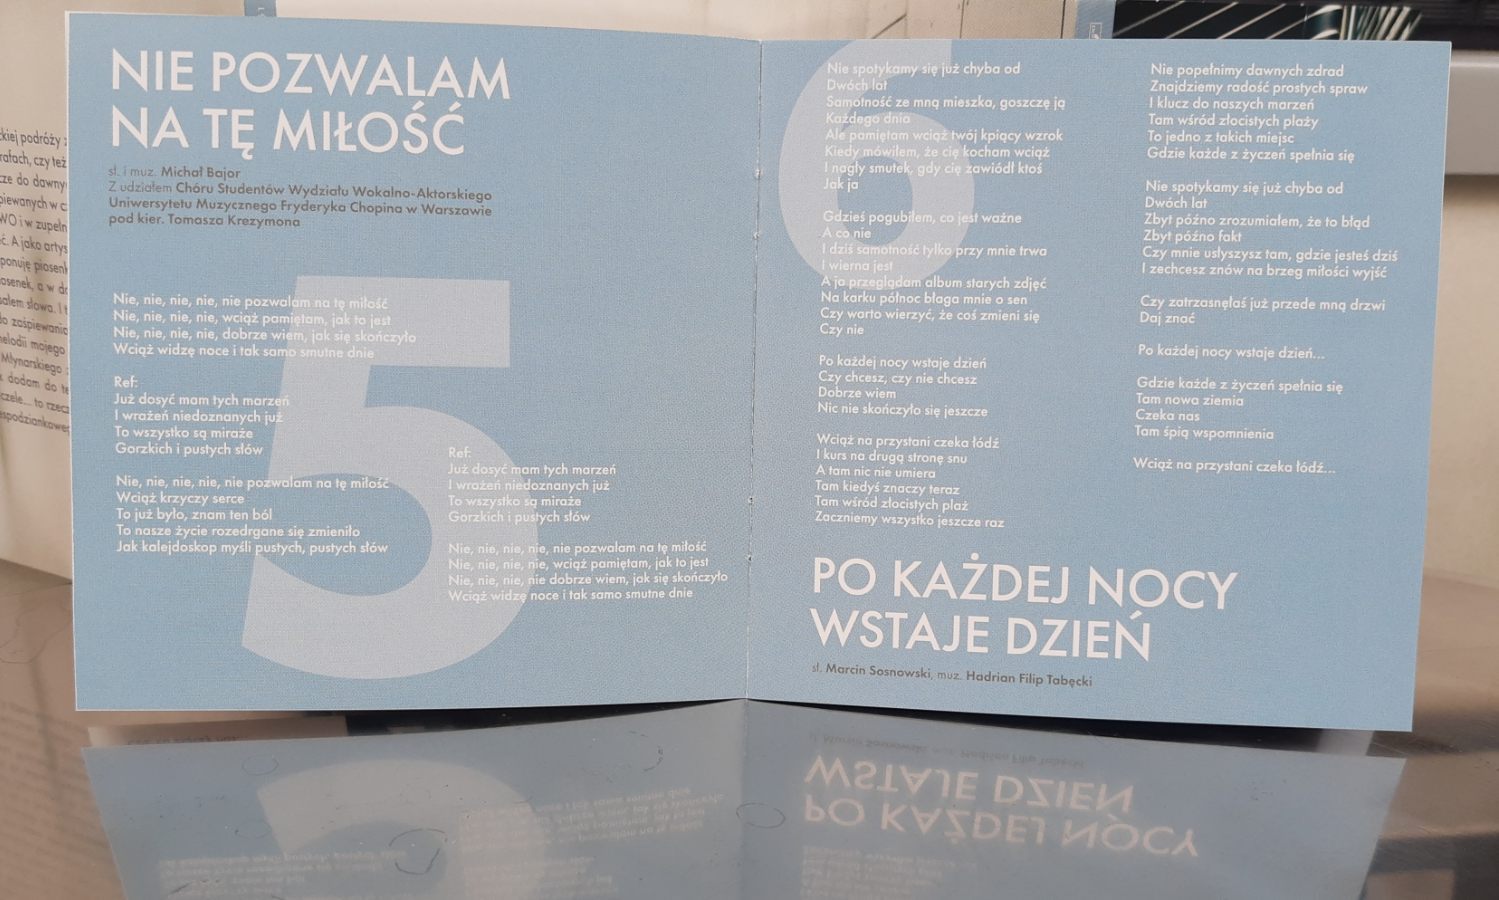 NIE POZWALAM
NA TĘ MIŁOŚĆ
sł. i muz. Michał Bajor
Z udziałem Chóru Studentów Wydziału Wokalno-Aktorskiego
Uniwersytetu Muzycznego Fryderyka Chopina w Warszawie
pod kier. Tomasza Krezymona
5
Nie, nie, nie, nie, nie pozwalam na tę miłość
Nie, nie, nie, nie, wciąż pamiętam, jak to jest
Nie, nie, nie, nie, dobrze wiem, jak się skończyło
Wciąż widzę noce i tak samo smutne dnie
Ref:
Już dosyć mam tych marzeń
I wrażeń niedoznanych już
To wszystko są miraże
Gorzkich i pustych słów
Nie, nie, nie, nie, nie pozwalam na tę miłość
Wciąż krzyczy serce
To już było, znam ten ból
To nasze życie rozedrgane się zmieniło
Jak kalejdoskop myśli pustych, pustych słów
Ref:
Już dosyć mam tych marzeń
I wrażeń niedoznanych już
To wszystko są miraże
Gorzkich i pustych słów
Nie, nie, nie, nie, nie pozwalam na tę miłość
Nie, nie, nie, nie, wciąż pamiętam, jak to jest
Nie, nie, nie, nie dobrze wiem, jak się skończyło
Wciąż widzę noce i tak samo smutne dnie
6
Nie spotykamy się już chyba od
Dwóch lat
Samotność ze mną mieszka, goszczę ją
Każdego dnia
Ale pamiętam wciąż twój kpiący wzrok
Kiedy mówiłem, że cię kocham wciąż
I nagły smutek, gdy cię zawiódł ktoś
Jak ja
Gdzieś pogubiłem, co jest ważne
A co nie
I dziś samotność tylko przy mnie trwa
I wierna jest
A ja przeglądam album starych zdjęć
Na karku północ błaga mnie o sen
Czy warto wierzyć, że coś zmieni się
Czy nie
Po każdej nocy wstaje dzień
Czy chcesz, czy nie chcesz
Dobrze wiem
Nic nie skończyło się jeszcze
Wciąż na przystani czeka łódź
I kurs na drugą stronę snu
A tam nic nie umiera
Tam kiedyś znaczy teraz
Tam wśród złocistych plaż
Zaczniemy wszystko jeszcze raz
Nie popełnimy dawnych zdrad
Znajdziemy radość prostych spraw
I klucz do naszych marzeń
Tam wśród złocistych plaży
To jedno z takich miejsc
Gdzie każde z życzeń spełnia się
Nie spotykamy się już chyba od
Dwóch lat
Zbyt późno zrozumiałem, że to błąd
Zbyt późno fakt
Czy mnie usłyszysz tam, gdzie jesteś dziś
I zechcesz znów na brzeg miłości wyjść
Czy zatrzasnęłaś już przede mną drzwi
Daj znać
Po każdej nocy wstaje dzień...
Gdzie każde z życzeń spełnia się
Tam nowa ziemia
Czeka nas
Tam śpią wspomnienia
Wciąż na przystani czeka łódź...
PO KAŻDEJ NOCY
WSTAJE DZIEŃ
sł. Marcin Sosnowski, muz. Hadrian Filip Tabęcki